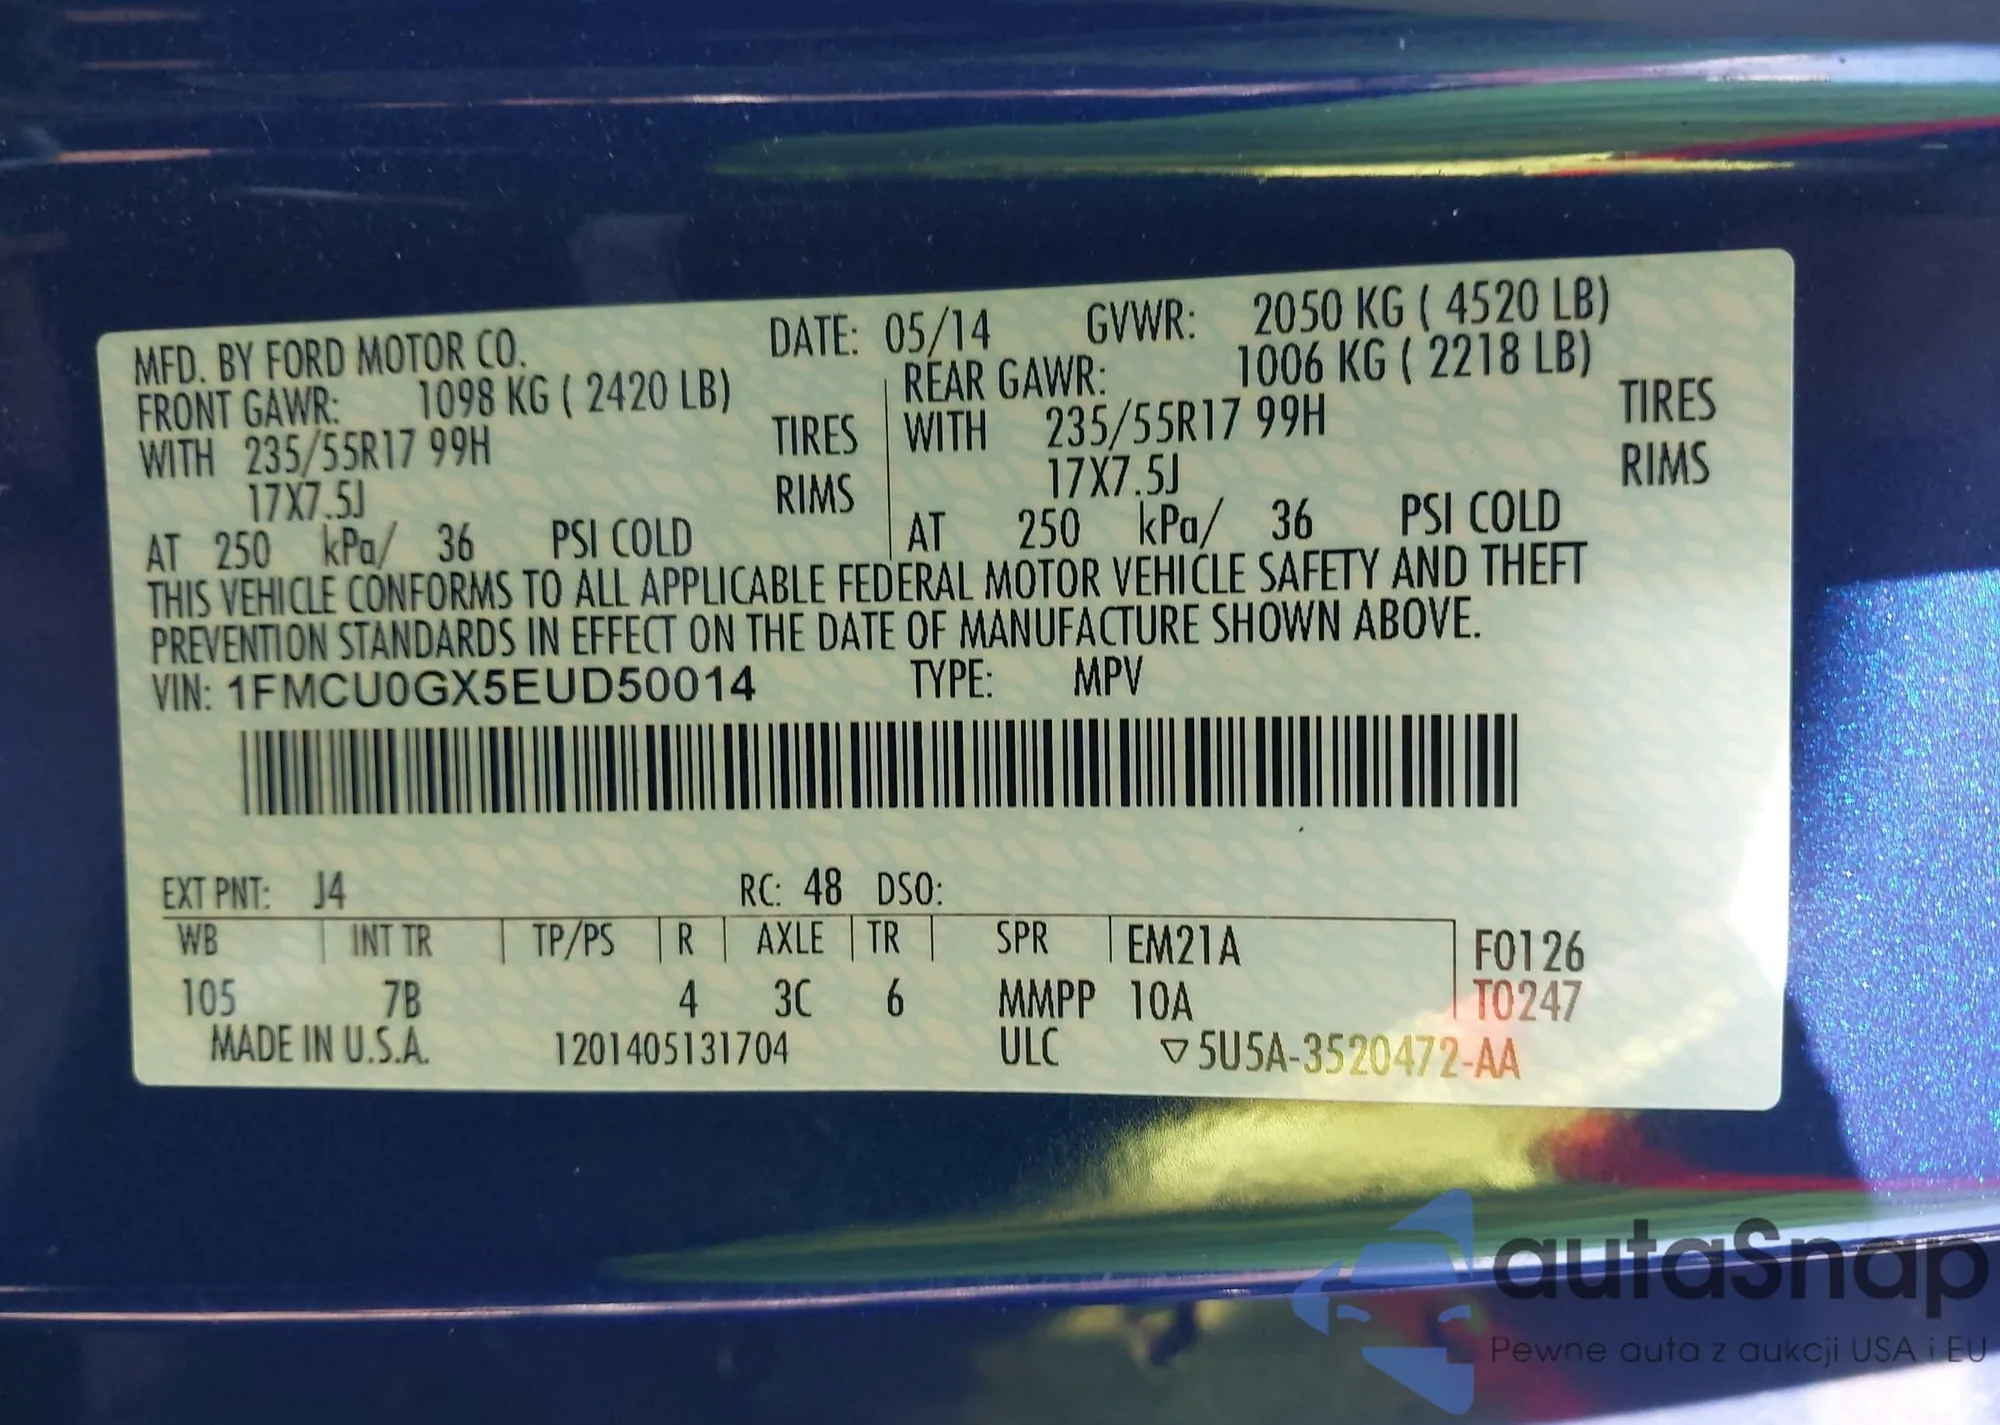 MFD. BY FORD MOTOR CO. DATE: 05/14 GVWR: 2050 KG ( 4520 LB)
FRONT GAWR: 1098 KG ( 2420 LB) REAR GAWR: 1006 KG ( 2218 LB)
WITH 235/55R17 99H TIRES WITH 235/55R17 99H TIRES
17X7.5J RIMS 17X7.5J RIMS
AT 250 kPa/ 36 PSI COLD AT 250 kPa/ 36 PSI COLD
THIS VEHICLE CONFORMS TO ALL APPLICABLE FEDERAL MOTOR VEHICLE SAFETY AND THEFT
PREVENTION STANDARDS IN EFFECT ON THE DATE OF MANUFACTURE SHOWN ABOVE.
VIN: 1FMCU0GX5EUD50014 TYPE: MPV
EXT PNT: J4 RC: 48 DSO:
WB INT TR TP/PS R AXLE TR SPR EM21A F0126
105 7B 4 3C 6 MMPP 10A T0247
MADE IN U.S.A. 1201405131704 ULC ▽5U5A-3520472-AA
autaSnap
Pewne auta z aukcji USA i EU